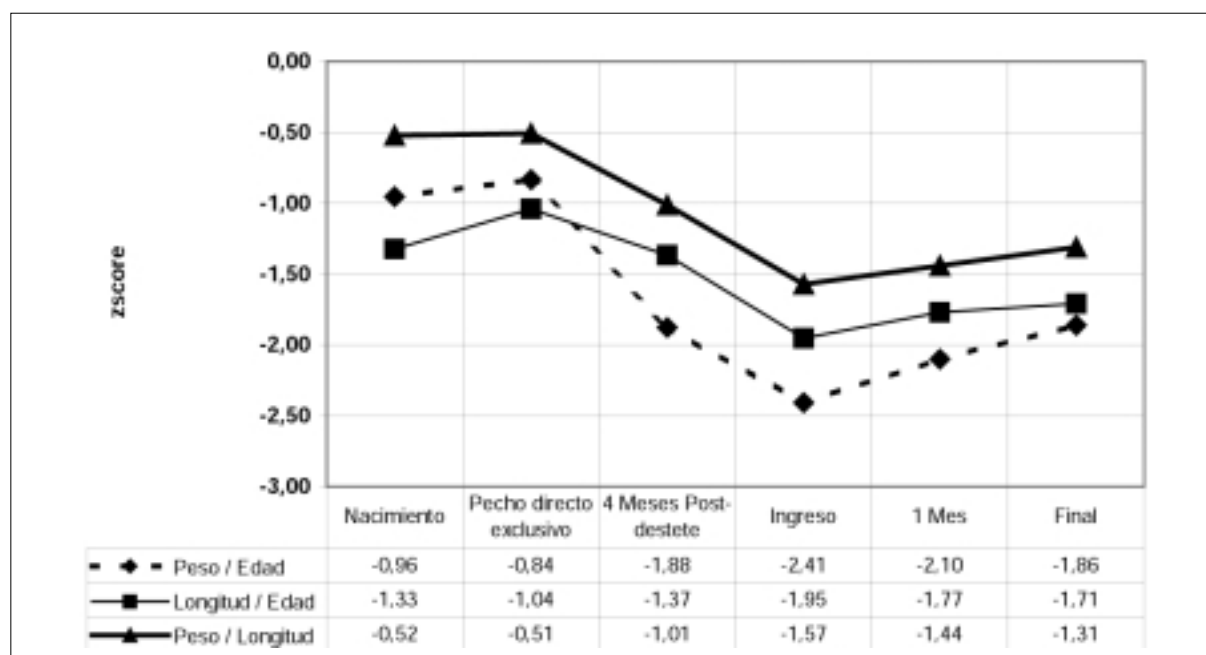 0,00
-0,50
-1,00
-1,50
-2,00
-2,50
-3,00
zscore
Nacimiento Pecho directo exclusivo 4 Meses Post-destete Ingreso 1 Mes Final
Peso / Edad -0,96 -0,84 -1,88 -2,41 -2,10 -1,86
Longitud / Edad -1,33 -1,04 -1,37 -1,95 -1,77 -1,71
Peso / Longitud -0,52 -0,51 -1,01 -1,57 -1,44 -1,31